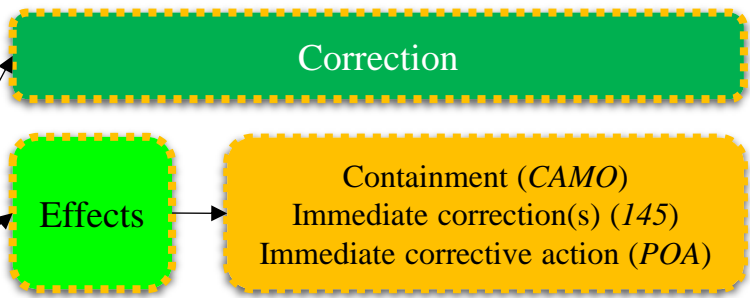 Correction
Effects
Containment (CAMO)
Immediate correction(s) (145)
Immediate corrective action (POA)